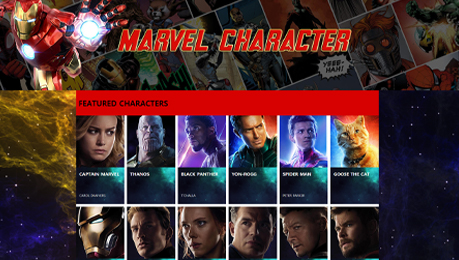 MARVEL CHARACTER
YEEE-
HAH!
FEATURED CHARACTERS
CAPTAIN MARVEL
THANOS
BLACK PANTHER
YON-ROGG
SPIDER MAN
GOOSE THE CAT
CAROL DANVERS
T'CHALLA
PETER PARKER